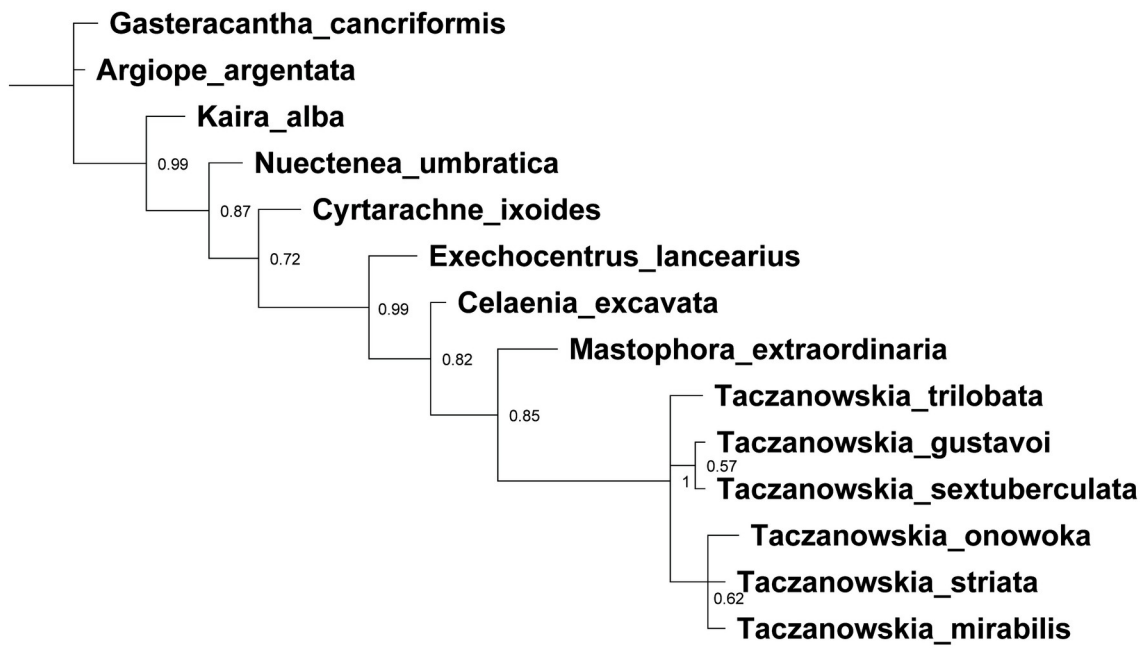 Gasteracantha_cancriformis
Argiope_argentata
Kaira_alba
0.99
Nuectenea_umbratica
0.87
Cyrtarachne_ixoides
0.72
Exechocentrus_lancearius
0.99
Celaenia_excavata
0.82
Mastophora_extraordinaria
0.85
Taczanowskia_trilobata
Taczanowskia_gustavoi
0.57
1
Taczanowskia_sextuberculata
Taczanowskia_onowoka
Taczanowskia_striata
0.62
Taczanowskia_mirabilis